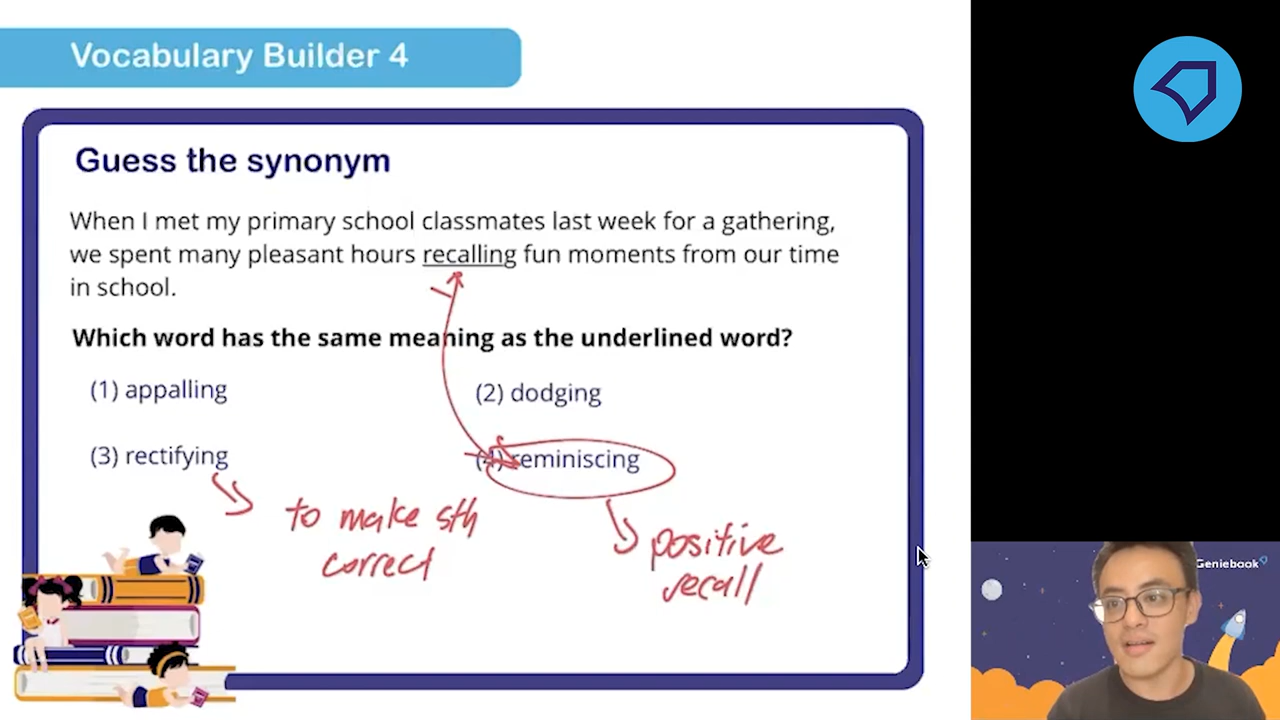 Vocabulary Builder 4
Guess the synonym
When I met my primary school classmates last week for a gathering,
we spent many pleasant hours recalling fun moments from our time
in school.
Which word has the same meaning as the underlined word?
(1) appalling
(2) dodging
(3) rectifying
(4) reminiscing
to make sth
correct
positive
recall
Geniebook